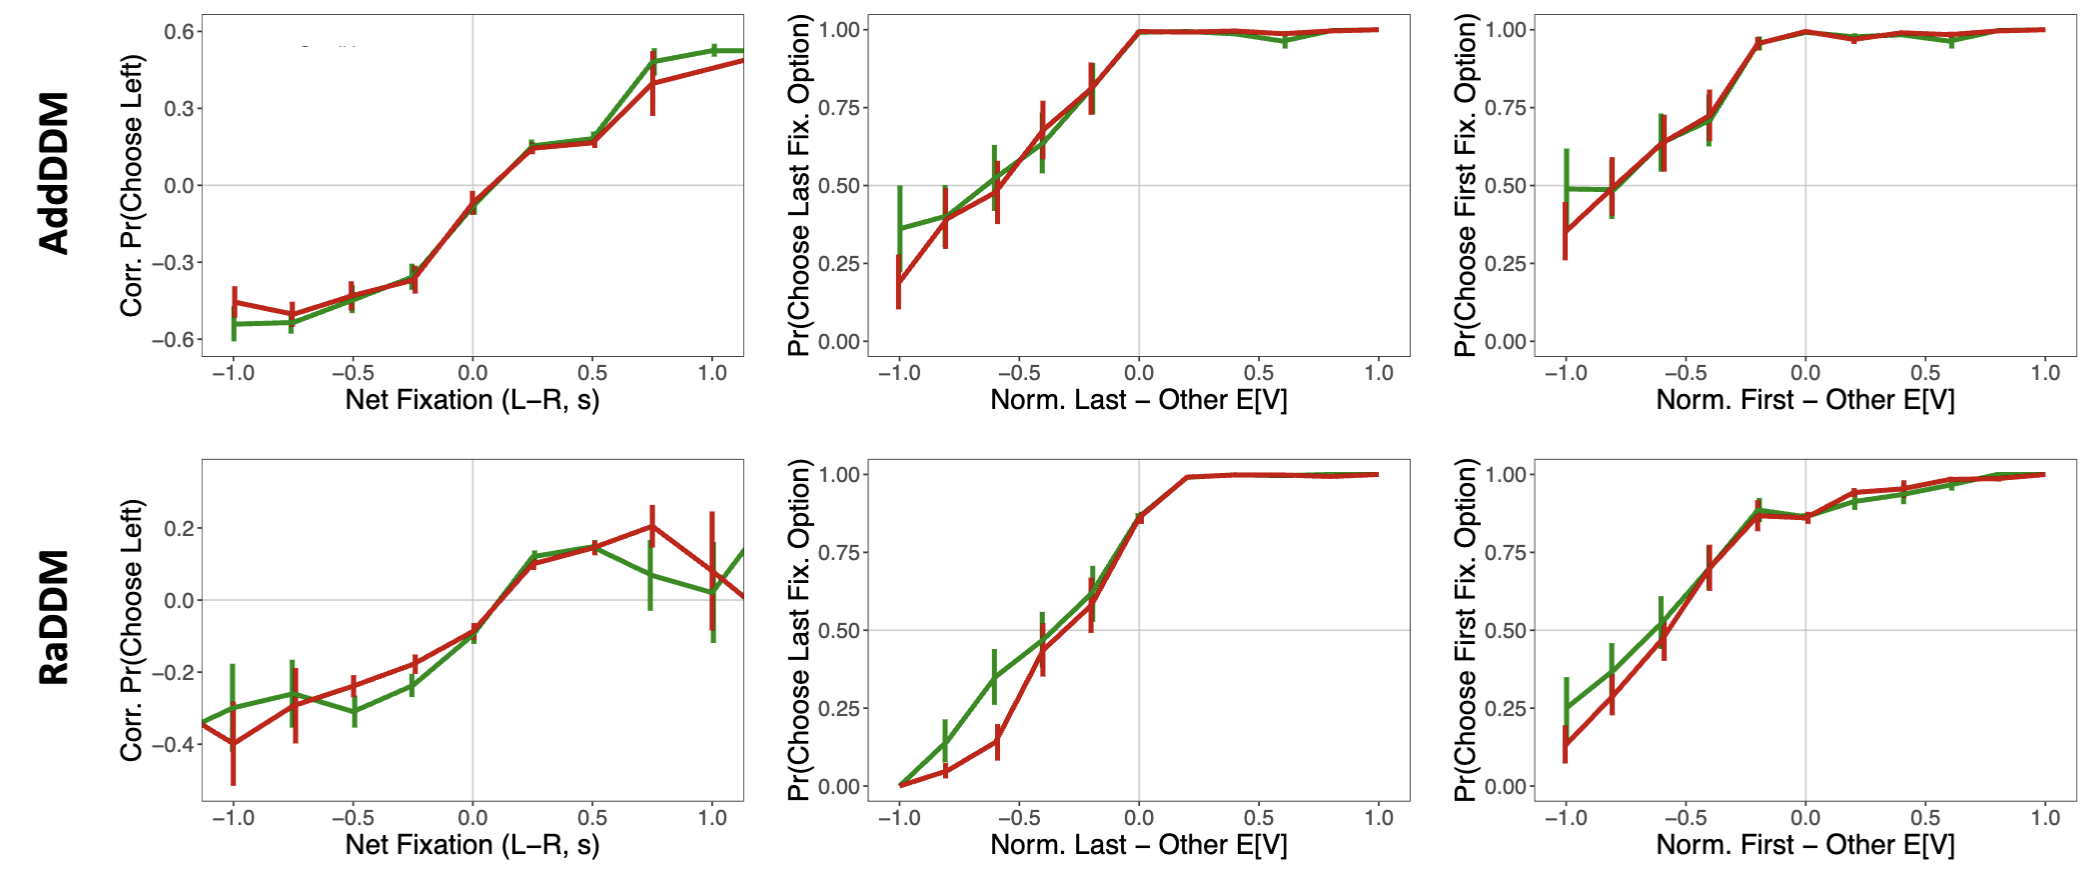 AddDDM
Corr. Pr(Choose Left)
0.6
0.3
0.0
−0.3
−0.6
−1.0 −0.5 0.0 0.5 1.0
Net Fixation (L−R, s)
Pr(Choose Last Fix. Option)
1.00
0.75
0.50
0.25
0.00
−1.0 −0.5 0.0 0.5 1.0
Norm. Last − Other E[V]
Pr(Choose First Fix. Option)
1.00
0.75
0.50
0.25
0.00
−1.0 −0.5 0.0 0.5 1.0
Norm. First − Other E[V]
RaDDM
Corr. Pr(Choose Left)
0.2
0.0
−0.2
−0.4
−1.0 −0.5 0.0 0.5 1.0
Net Fixation (L−R, s)
Pr(Choose Last Fix. Option)
1.00
0.75
0.50
0.25
0.00
−1.0 −0.5 0.0 0.5 1.0
Norm. Last − Other E[V]
Pr(Choose First Fix. Option)
1.00
0.75
0.50
0.25
0.00
−1.0 −0.5 0.0 0.5 1.0
Norm. First − Other E[V]